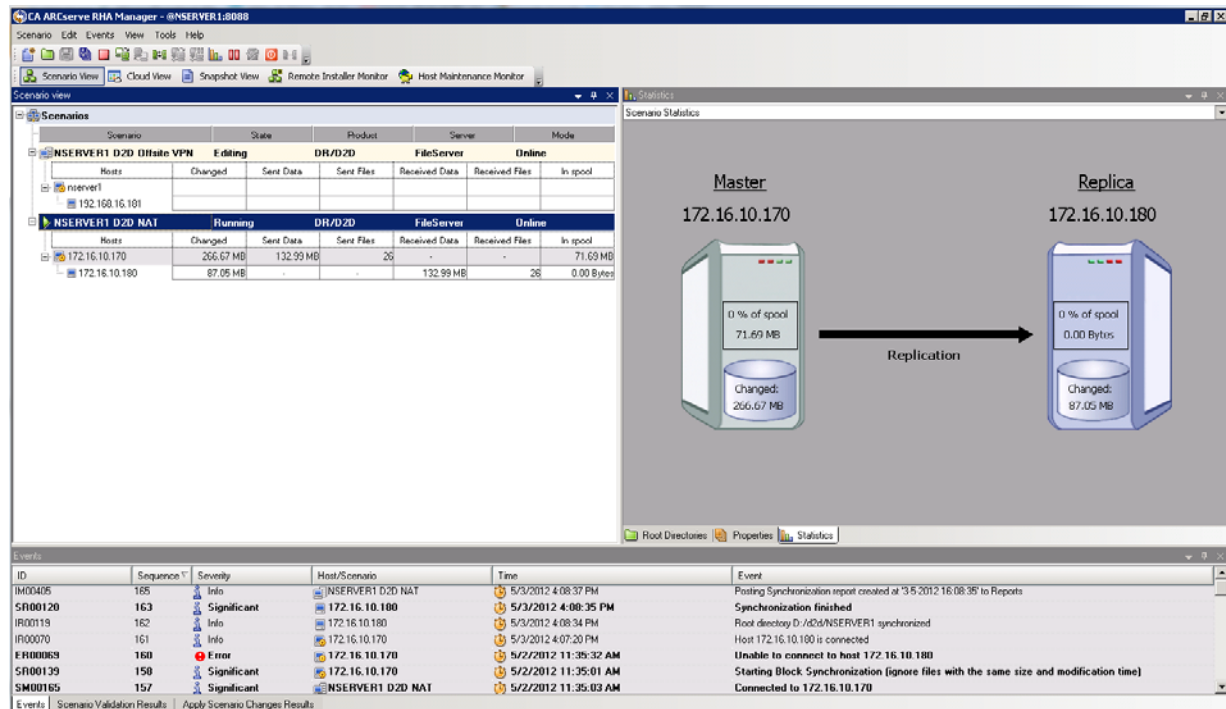 CA ARCserve RHA Manager - @NSERVER1:8088
Scenario Edit Events View Tools Help
Scenario View Cloud View Snapshot View Remote Installer Monitor Host Maintenance Monitor
Scenario view
Scenarios
Scenario State Product Server Mode
NSERVER1 D2D Offsite VPN Editing DR/D2D FileServer Online
Hosts Changed Sent Data Sent Files Received Data Received Files In spool
nserver1
192.168.16.181
NSERVER1 D2D NAT Running DR/D2D FileServer Online
Hosts Changed Sent Data Sent Files Received Data Received Files In spool
172.16.10.170 266.67 MB 132.99 MB 26 - - 71.69 MB
172.16.10.180 87.05 MB - - 132.99 MB 26 0.00 Bytes
Statistics
Scenario Statistics
Master
172.16.10.170
0 % of spool
71.69 MB
Changed:
266.67 MB
Replication
Replica
172.16.10.180
0 % of spool
0.00 Bytes
Changed:
87.05 MB
Root Directories Properties Statistics
Events
ID Sequence Severity Host/Scenario Time Event
IM00405 165 Info NSERVER1 D2D NAT 5/3/2012 4:08:37 PM Posting Synchronization report created at '3-5-2012 16:08:35' to Reports
SR00120 163 Significant 172.16.10.180 5/3/2012 4:08:35 PM Synchronization finished
IR00119 162 Info 172.16.10.180 5/3/2012 4:08:34 PM Root directory D:/d2d/NSERVER1 synchronized
IR00070 161 Info 172.16.10.170 5/3/2012 4:07:20 PM Host 172.16.10.180 is connected
ER00069 160 Error 172.16.10.170 5/2/2012 11:35:32 AM Unable to connect to host 172.16.10.180
SR00139 158 Significant 172.16.10.170 5/2/2012 11:35:01 AM Starting Block Synchronization (ignore files with the same size and modification time)
SM00165 157 Significant NSERVER1 D2D NAT 5/2/2012 11:35:03 AM Connected to 172.16.10.170
Events Scenario Validation Results Apply Scenario Changes Results